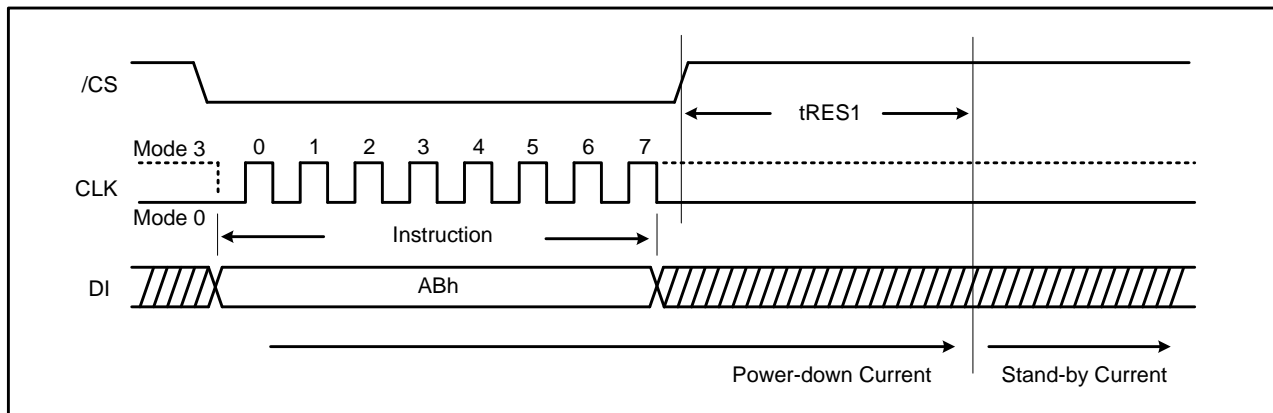 /CS
tRES1
Mode 3
0 1 2 3 4 5 6 7
CLK
Mode 0
Instruction
DI
ABh
Power-down Current
Stand-by Current